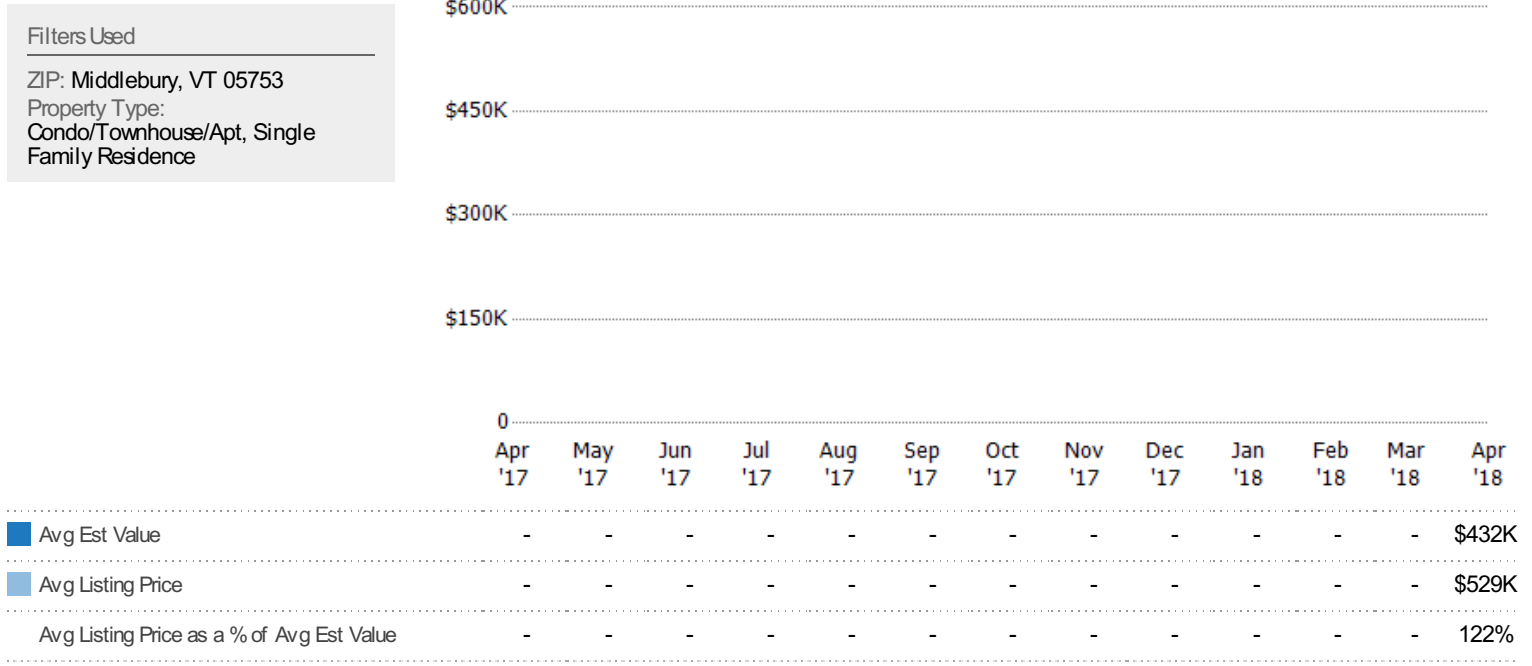 Filters Used
ZIP: Middlebury, VT 05753
Property Type:
Condo/Townhouse/Apt, Single
Family Residence
$600K
$450K
$300K
$150K
0
Apr May Jun Jul Aug Sep Oct Nov Dec Jan Feb Mar Apr
'17 '17 '17 '17 '17 '17 '17 '17 '17 '18 '18 '18 '18
Avg Est Value - - - - - - - - - - - - $432K
Avg Listing Price - - - - - - - - - - - - $529K
Avg Listing Price as a % of Avg Est Value - - - - - - - - - - - - 122%